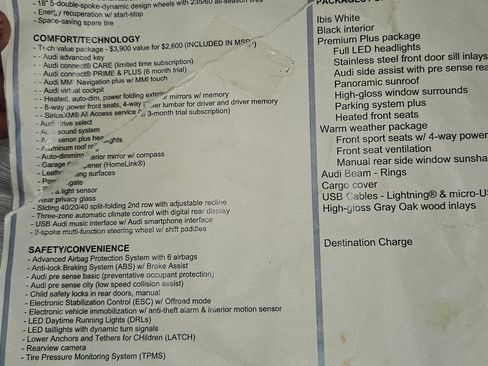 - 18" 5-double-spoke-dynamic design wheels with 235/60 all-season tires
- Energy recuperation w/ start-stop
- Space-saving spare tire
COMFORT/TECHNOLOGY
- Tech value package - $3,900 value for $2,600 (INCLUDED IN MSRP)
- - Audi advanced key
- - Audi connect® CARE (limited time subscription)
- - Audi connect® PRIME & PLUS (6 month trial)
- - Audi MMI Navigation plus w/ MMI touch
- - Audi virtual cockpit
- - Heated, auto-dim, power folding exterior mirrors w/ memory
- - 8-way power front seats, 4-way power lumbar for driver and driver memory
- - SiriusXM® All Access service (w/ 3-month trial subscription)
- Audi drive select
- Audi sound system
- Audi xenon plus headlights
- Aluminum roof rails
- Auto-dimming interior mirror w/ compass
- Garage door opener (HomeLink®)
- Leather seating surfaces
- Power tailgate
- light sensor
- Rear privacy glass
- Sliding 40/20/40 split-folding 2nd row with adjustable recline
- Three-zone automatic climate control with digital rear display
- USB Audi music interface w/ Audi smartphone interface
- 3-spoke multi-function steering wheel w/ shift paddles
SAFETY/CONVENIENCE
- Advanced Airbag Protection System with 6 airbags
- Anti-lock Braking System (ABS) w/ Brake Assist
- Audi pre sense basic (preventative occupant protection)
- Audi pre sense city (low speed collision assist)
- Child safety locks in rear doors, manual
- Electronic Stabilization Control (ESC) w/ Offroad mode
- Electronic vehicle immobilization w/ anti-theft alarm & interior motion sensor
- LED Daytime Running Lights (DRLs)
- LED taillights with dynamic turn signals
- Lower Anchors and Tethers for CHildren (LATCH)
- Rearview camera
- Tire Pressure Monitoring System (TPMS)
Ibis White
Black interior
Premium Plus package
Full LED headlights
Stainless steel front door sill inlays
Audi side assist with pre sense rear
Panoramic sunroof
High-gloss window surrounds
Parking system plus
Heated front seats
Warm weather package
Front sport seats w/ 4-way power
Front seat ventilation
Manual rear side window sunsha
Audi Beam - Rings
Cargo cover
USB Cables - Lightning® & micro-US
High-gloss Gray Oak wood inlays
Destination Charge